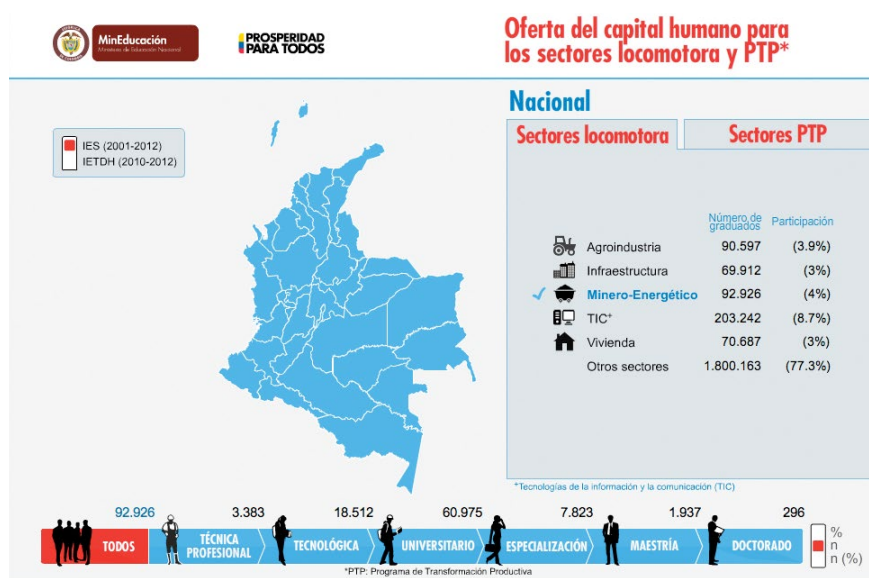 MinEducación
Ministerio de Educación Nacional
PROSPERIDAD
PARA TODOS
Oferta del capital humano para
los sectores locomotora y PTP*
Nacional
Sectores locomotora
Sectores PTP
IES (2001-2012)
IETDH (2010-2012)
Número de
graduados
Participación
Agroindustria 90.597 (3.9%)
Infraestructura 69.912 (3%)
Minero-Energético 92.926 (4%)
TIC+ 203.242 (8.7%)
Vivienda 70.687 (3%)
Otros sectores 1.800.163 (77.3%)
*Tecnologías de la información y la comunicación (TIC)
92.926 3.383 18.512 60.975 7.823 1.937 296
TODOS
TÉCNICA
PROFESIONAL
TECNOLÓGICA
UNIVERSITARIO
ESPECIALIZACIÓN
MAESTRÍA
DOCTORADO
%
n
n (%)
*PTP: Programa de Transformación Productiva